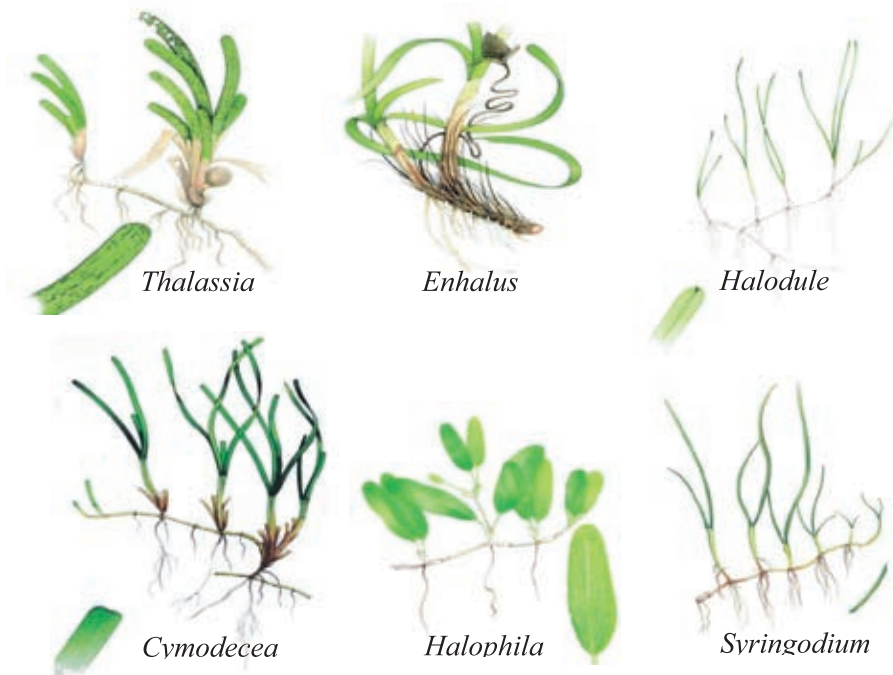 Thalassia
Enhalus
Halodule
Cymodecea
Halophila
Syringodium